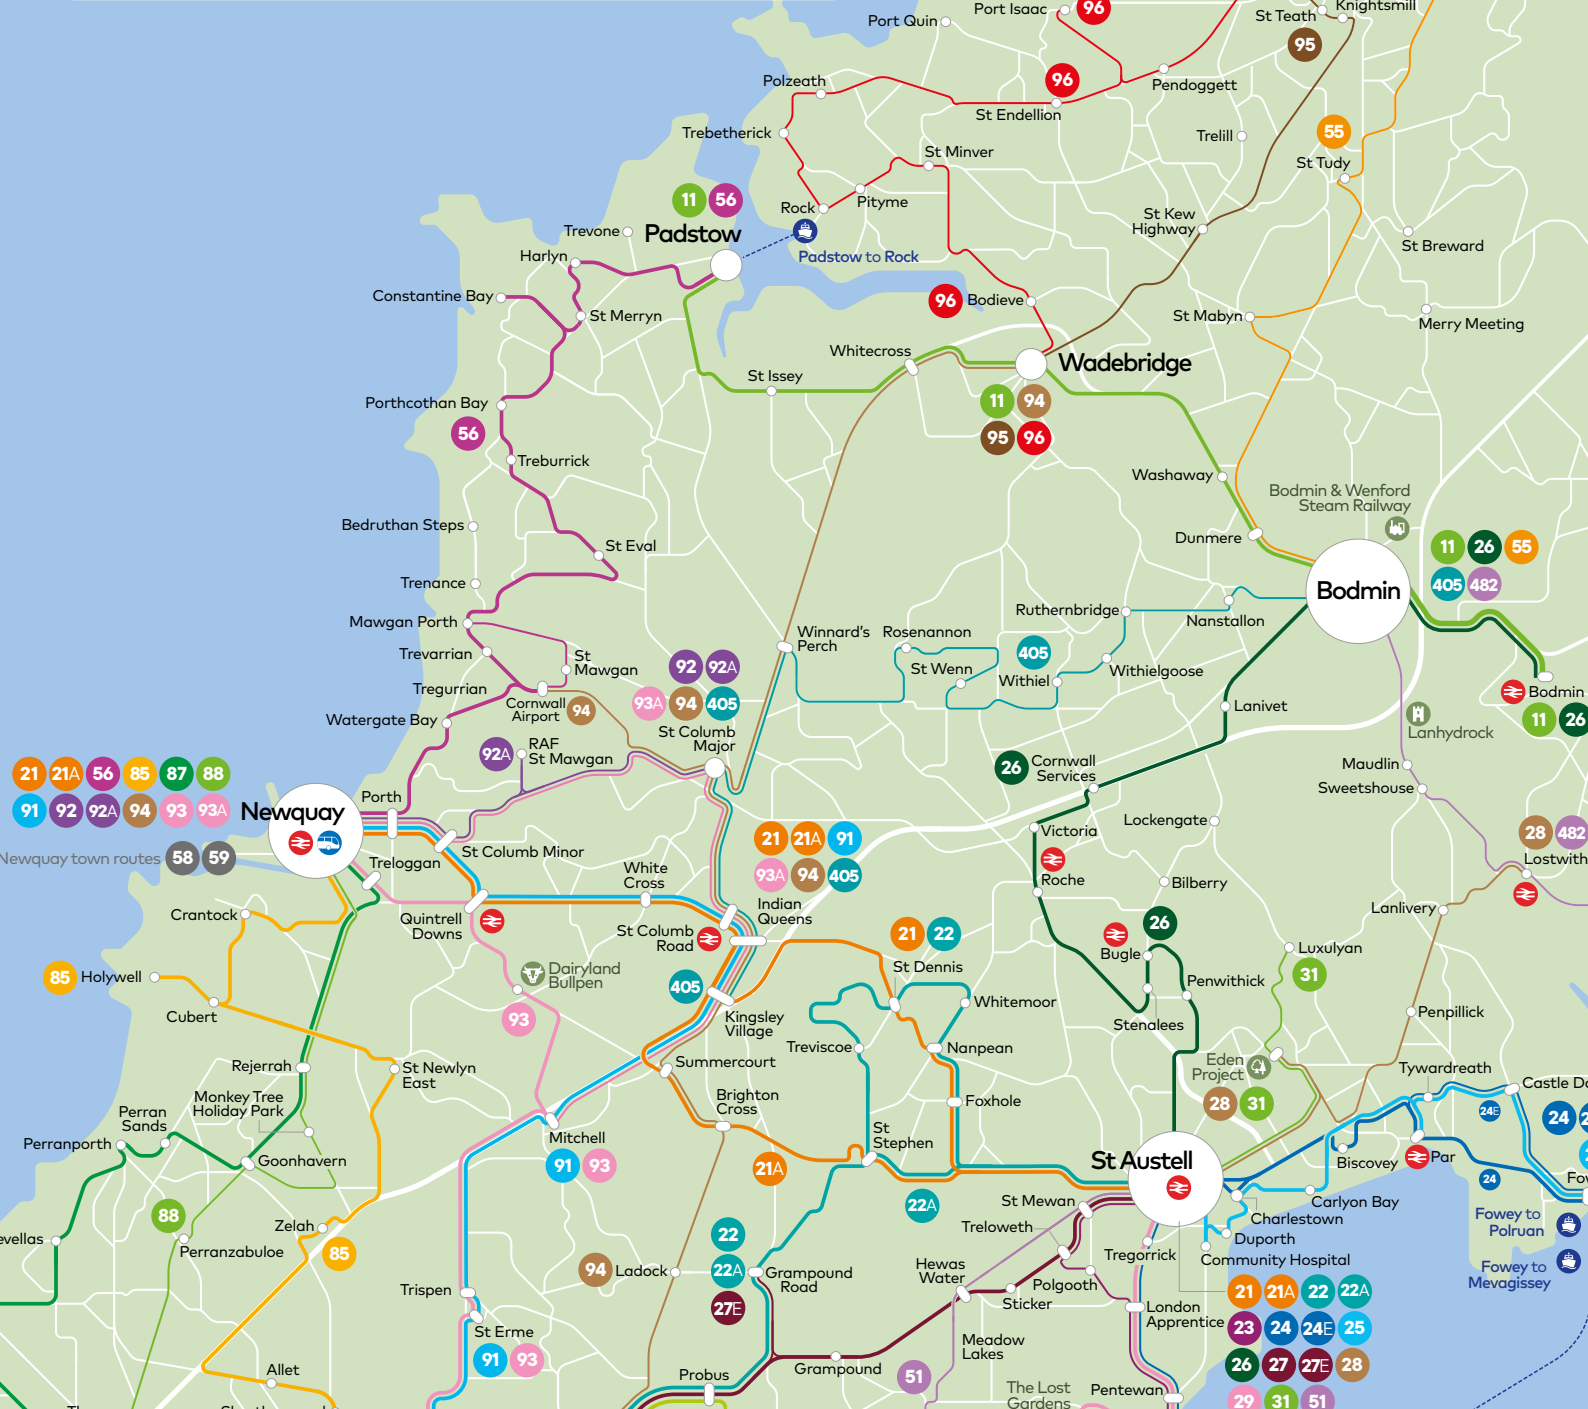 Port Isaac
96
Port Quin
St Teath
Knightsmill
95
Polzeath
96
Pendoggett
St Endellion
Trebetherick
Trelill
55
St Minver
St Tudy
11 56
Padstow
Rock
Pityme
St Kew
Highway
Trevone
Harlyn
Padstow to Rock
St Breward
Constantine Bay
St Merryn
96 Bodieve
St Mabyn
Merry Meeting
Whitecross
Wadebridge
St Issey
11 94
95 96
Porthcothan Bay
56
Treburrick
Washaway
Bodmin & Wenford
Steam Railway
Bedruthan Steps
St Eval
Dunmere
11 26 55
405 482
Bodmin
Trenance
Mawgan Porth
Ruthernbridge
Nanstallon
Winnard's
Perch
Rosenannon
405
Trevarrian
St
Mawgan
92 92A
St Wenn
Withiel
Withielgoose
Tregurrian
Cornwall
Airport
94
93A 94 405
St Columb
Major
Bodmin
11 26
Lanivet
Watergate Bay
Lanhydrock
92A
RAF
St Mawgan
26
Cornwall
Services
Maudlin
Sweetshouse
21 21A 56 85 87 88
91 92 92A 94 93 93A
Newquay
Porth
Newquay town routes 58 59
Treloggan
St Columb Minor
21 21A 91
93A 94 405
Victoria
Lockengate
28 482
Roche
Bilberry
White
Cross
Indian
Queens
Crantock
Quintrell
Downs
St Columb
Road
21 22
St Dennis
26
Bugle
Lanlivery
Luxulyan
31
85 Holywell
Dairyland
Bullpen
405
Penwithick
Cubert
93
Kingsley
Village
Whitemoor
Stenalees
Penpillick
Treviscoe
Nanpean
Rejerrah
St Newlyn
East
Summercourt
Eden
Project
Tywardreath
Monkey Tree
Holiday Park
Brighton
Cross
Foxhole
28 31
24E
24
Perran
Sands
Perranporth
St
Stephen
Mitchell
91 93
Goonhavern
21A
St Austell
Biscovey
Par
24
22A
St Mewan
Carlyon Bay
88
Zelah
Perranzabuloe
85
22
Treloweth
Charlestown
Duporth
Fowey to
Polruan
Tregorrick
Community Hospital
Fowey to
Mevagissey
94 Ladock
22A
27E
Grampound
Road
Hewas
Water
Polgooth
Sticker
Trispen
London
Apprentice
21 21A 22 22A
23 24 24E 25
26 27 27E 28
29 31 51
St Erme
91 93
Meadow
Lakes
Allet
Grampound
Probus
51
The Lost
Gardens
Pentewan